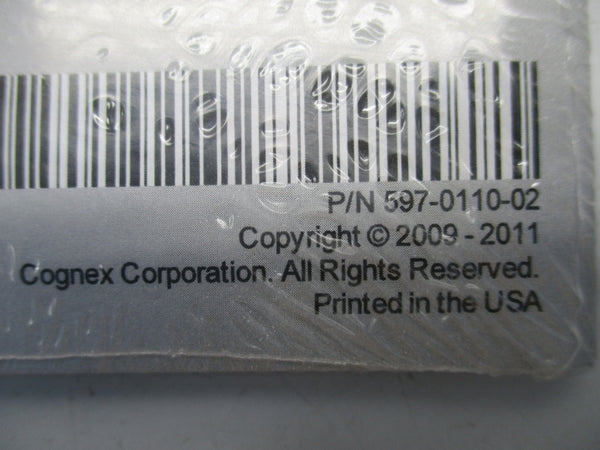 P/N 597-0110-02
Copyright © 2009 - 2011
Cognex Corporation. All Rights Reserved.
Printed in the USA